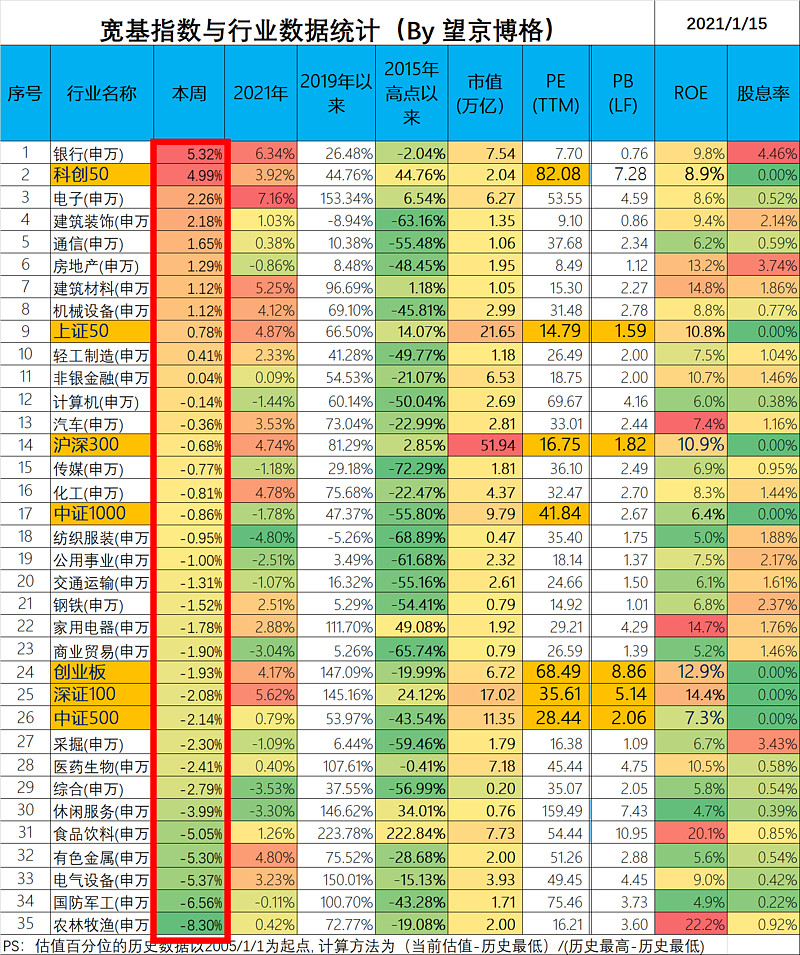 宽基指数与行业数据统计（By 望京博格） 2021/1/15
序号 行业名称 本周 2021年 2019年以来 2015年高点以来 市值(万亿) PE(TTM) PB(LF) ROE 股息率
1 银行(申万) 5.32% 6.34% 26.48% -2.04% 7.54 7.70 0.76 9.8% 4.46%
2 科创50 4.99% 3.92% 44.76% 44.76% 2.04 82.08 7.28 8.9% 0.00%
3 电子(申万) 2.26% 7.16% 153.34% 6.54% 6.27 53.55 4.59 8.6% 0.52%
4 建筑装饰(申万 2.18% 1.03% -8.94% -63.16% 1.35 9.10 0.86 9.4% 2.14%
5 通信(申万) 1.65% 0.38% 10.38% -55.48% 1.06 37.68 2.34 6.2% 0.59%
6 房地产(申万) 1.29% -0.86% 8.48% -48.45% 1.95 8.49 1.12 13.2% 3.74%
7 建筑材料(申万 1.12% 5.25% 96.69% 1.18% 1.05 15.30 2.27 14.8% 1.86%
8 机械设备(申万 1.12% 4.12% 69.10% -45.81% 2.99 31.48 2.78 8.8% 0.77%
9 上证50 0.78% 4.87% 66.50% 14.07% 21.65 14.79 1.59 10.8% 0.00%
10 轻工制造(申万 0.41% 2.33% 41.28% -49.77% 1.18 26.49 2.00 7.5% 1.04%
11 非银金融(申万 0.04% 0.09% 54.53% -21.07% 6.53 18.75 2.00 10.7% 1.46%
12 计算机(申万) -0.14% -1.44% 60.14% -50.04% 2.69 69.67 4.16 6.0% 0.38%
13 汽车(申万) -0.36% 3.53% 73.04% -22.99% 2.81 33.01 2.44 7.4% 1.16%
14 沪深300 -0.68% 4.74% 81.29% 2.85% 51.94 16.75 1.82 10.9% 0.00%
15 传媒(申万) -0.77% -1.18% 29.18% -72.29% 1.81 36.10 2.49 6.9% 0.95%
16 化工(申万) -0.81% 4.78% 75.68% -22.47% 4.37 32.47 2.70 8.3% 1.44%
17 中证1000 -0.86% -1.78% 47.37% -55.80% 9.79 41.84 2.67 6.4% 0.00%
18 纺织服装(申万 -0.95% -4.80% -5.26% -68.89% 0.47 35.40 1.75 5.0% 1.88%
19 公用事业(申万 -1.00% -2.51% 3.49% -61.68% 2.32 18.14 1.37 7.5% 2.17%
20 交通运输(申万 -1.31% -1.07% 16.32% -55.16% 2.61 24.66 1.50 6.1% 1.61%
21 钢铁(申万) -1.52% 2.51% 5.29% -54.41% 0.79 14.92 1.01 6.8% 2.37%
22 家用电器(申万 -1.78% 2.88% 111.70% 49.08% 1.92 29.21 4.29 14.7% 1.76%
23 商业贸易(申万 -1.90% -3.04% 5.26% -65.74% 0.79 26.59 1.39 5.2% 1.46%
24 创业板 -1.93% 4.17% 147.09% -19.99% 6.72 68.49 8.86 12.9% 0.00%
25 深证100 -2.08% 5.62% 145.16% 24.12% 17.02 35.61 5.14 14.4% 0.00%
26 中证500 -2.14% 0.79% 53.97% -43.54% 11.35 28.44 2.06 7.3% 0.00%
27 采掘(申万) -2.30% -1.09% 6.44% -59.46% 1.79 16.38 1.09 6.7% 3.43%
28 医药生物(申万 -2.41% 0.40% 107.61% -0.41% 7.18 45.44 4.75 10.5% 0.58%
29 综合(申万) -2.79% -3.53% 37.55% -56.99% 0.20 35.07 2.05 5.8% 0.54%
30 休闲服务(申万 -3.99% -3.30% 146.62% 34.01% 0.76 159.49 7.43 4.7% 0.39%
31 食品饮料(申万 -5.05% 1.26% 223.78% 222.84% 7.73 54.44 10.95 20.1% 0.85%
32 有色金属(申万 -5.30% 4.80% 75.52% -28.68% 2.00 51.26 2.88 5.6% 0.54%
33 电气设备(申万 -5.37% 3.23% 150.01% -15.13% 3.93 49.45 4.45 9.0% 0.42%
34 国防军工(申万 -6.56% -0.11% 100.70% -43.28% 1.71 75.46 3.73 4.9% 0.22%
35 农林牧渔(申万 -8.30% 0.42% 72.77% -19.08% 2.00 16.21 3.60 22.2% 0.92%
PS：估值百分位的历史数据以2005/1/1为起点, 计算方法为（当前估值-历史最低）/(历史最高-历史最低)